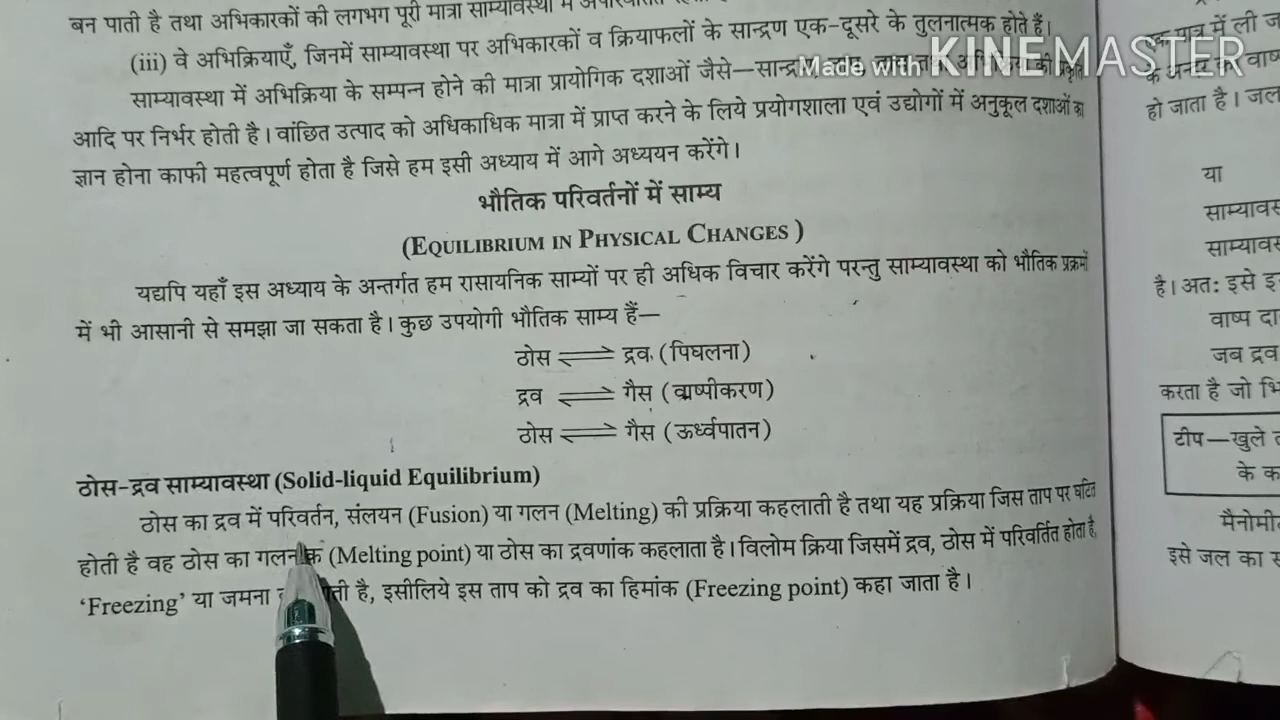 बन पाती है तथा अभिकारकों की लगभग पूरी मात्रा साम्यावस्था में
(iii) वे अभिक्रियाएँ, जिनमें साम्यावस्था पर अभिकारकों व क्रियाफलों के सान्द्रण एक-दूसरे के तुलनात्मक होते हैं।
साम्यावस्था में अभिक्रिया के सम्पन्न होने की मात्रा प्रायोगिक दशाओं जैसे—
आदि पर निर्भर होती है। वांछित उत्पाद को अधिकाधिक मात्रा में प्राप्त करने के लिये प्रयोगशाला एवं उद्योगों में अनुकूल दशाओं का
ज्ञान होना काफी महत्वपूर्ण होता है जिसे हम इसी अध्याय में आगे अध्ययन करेंगे।
भौतिक परिवर्तनों में साम्य
(EQUILIBRIUM IN PHYSICAL CHANGES )
यद्यपि यहाँ इस अध्याय के अन्तर्गत हम रासायनिक साम्यों पर ही अधिक विचार करेंगे परन्तु साम्यावस्था को भौतिक प्रक्रमों
में भी आसानी से समझा जा सकता है। कुछ उपयोगी भौतिक साम्य हैं—
ठोस ⇌ द्रव (पिघलना)
द्रव ⇌ गैस (वाष्पीकरण)
ठोस ⇌ गैस (ऊर्ध्वपातन)
ठोस-द्रव साम्यावस्था (Solid-liquid Equilibrium)
ठोस का द्रव में परिवर्तन, संलयन (Fusion) या गलन (Melting) की प्रक्रिया कहलाती है तथा यह प्रक्रिया जिस ताप पर घटित
होती है वह ठोस का (Melting point) या ठोस का द्रवणांक कहलाता है। विलोम क्रिया जिसमें द्रव, ठोस में परिवर्तित होता है,
‘Freezing’ या जमना है, इसीलिये इस ताप को द्रव का हिमांक (Freezing point) कहा जाता है।
Made with KINEMASTER
पात्र में ली
हो जाता है। जल
या
है। अतः इसे
वाष्प
जब द्रव
करता है जो
टीप—खुले
के
इसे जल का